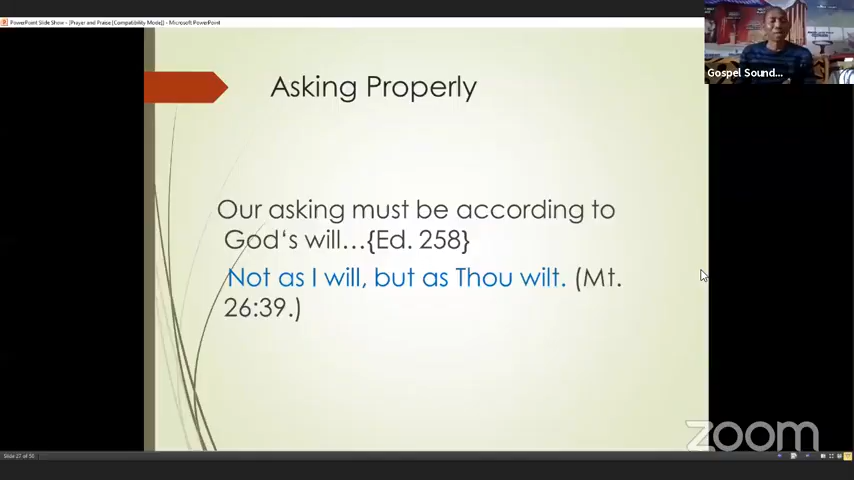 PowerPoint Slide Show - [Prayer and Praise [Compatibility Mode]] - Microsoft PowerPoint
Gospel Sound...
Asking Properly
Our asking must be according to
God's will...{Ed. 258}
Not as I will, but as Thou wilt. (Mt.
26:39.)
zoom
Slide 27 of 50